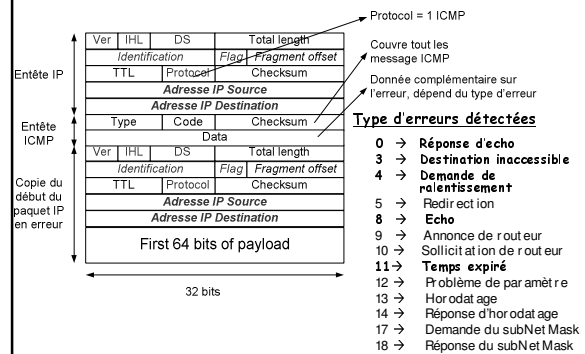 Protocol = 1 ICMP
Couvre tout les
message ICMP
Donnée complémentaire sur
l'erreur, dépend du type d'erreur
Entête IP
Ver IHL DS Total length
Identification Flag Fragment offset
TTL Protocol Checksum
Adresse IP Source
Adresse IP Destination
Entête
ICMP
Type Code Checksum
Data
Copie du
début du
paquet IP
en erreur
Ver IHL DS Total length
Identification Flag Fragment offset
TTL Protocol Checksum
Adresse IP Source
Adresse IP Destination
First 64 bits of payload
32 bits
Type d'erreurs détectées
0 → Réponse d'echo
3 → Destination inaccessible
4 → Demande de
ralentissement
5 → Redirection
8 → Echo
9 → Annonce de routeur
10 → Sollicitation de routeur
11→ Temps expiré
12 → Problème de paramètre
13 → Horodatage
14 → Réponse d'horodatage
17 → Demande du subNet Mask
18 → Réponse du subNet Mask